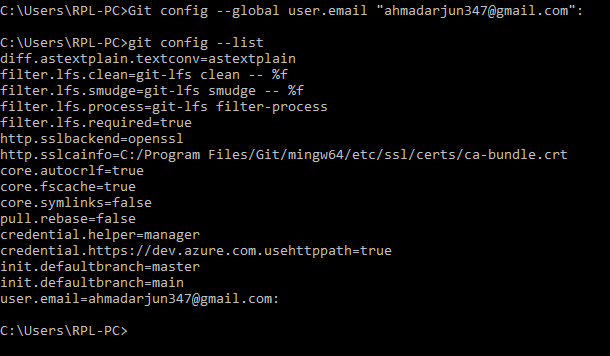 C:\Users\RPL-PC>Git config --global user.email "ahmadarjun347@gmail.com":
C:\Users\RPL-PC>git config --list
diff.astextplain.textconv=astextplain
filter.lfs.clean=git-lfs clean -- %f
filter.lfs.smudge=git-lfs smudge -- %f
filter.lfs.process=git-lfs filter-process
filter.lfs.required=true
http.sslbackend=openssl
http.sslcainfo=C:/Program Files/Git/mingw64/etc/ssl/certs/ca-bundle.crt
core.autocrlf=true
core.fscache=true
core.symlinks=false
pull.rebase=false
credential.helper=manager
credential.https://dev.azure.com.usehttppath=true
init.defaultbranch=master
init.defaultbranch=main
user.email=ahmadarjun347@gmail.com:
C:\Users\RPL-PC>